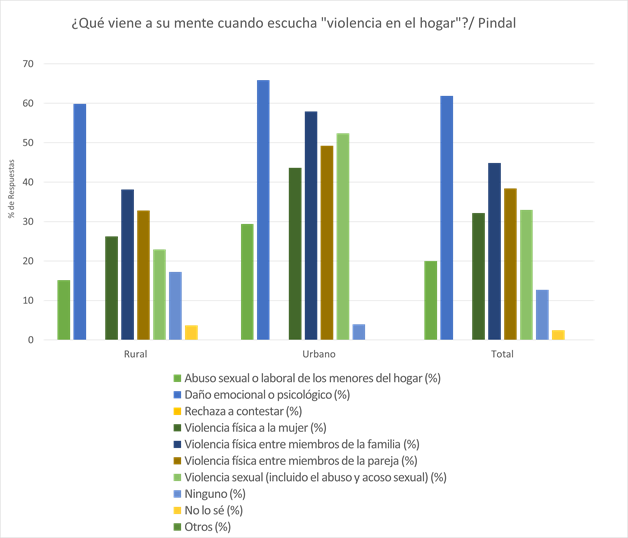 ¿Qué viene a su mente cuando escucha "violencia en el hogar"?/ Pindal
70
60
50
40
30
20
10
0
% de Respuestas
Rural
Urbano
Total
Abuso sexual o laboral de los menores del hogar (%)
Daño emocional o psicológico (%)
Rechaza a contestar (%)
Violencia física a la mujer (%)
Violencia física entre miembros de la familia (%)
Violencia física entre miembros de la pareja (%)
Violencia sexual (incluido el abuso y acoso sexual) (%)
Ninguno (%)
No lo sé (%)
Otros (%)